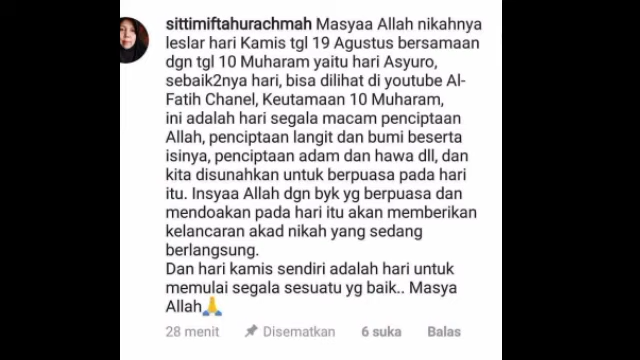 sittimiftahurachmah Masyaa Allah nikahnya
leslar hari Kamis tgl 19 Agustus bersamaan
dgn tgl 10 Muharam yaitu hari Asyuro,
sebaik2nya hari, bisa dilihat di youtube Al-
Fatih Chanel, Keutamaan 10 Muharam,
ini adalah hari segala macam penciptaan
Allah, penciptaan langit dan bumi beserta
isinya, penciptaan adam dan hawa dll, dan
kita disunahkan untuk berpuasa pada hari
itu. Insyaa Allah dgn byk yg berpuasa dan
mendoakan pada hari itu akan memberikan
kelancaran akad nikah yang sedang
berlangsung.
Dan hari kamis sendiri adalah hari untuk
memulai segala sesuatu yg baik.. Masya
Allah🙏
28 menit Disematkan 6 suka Balas